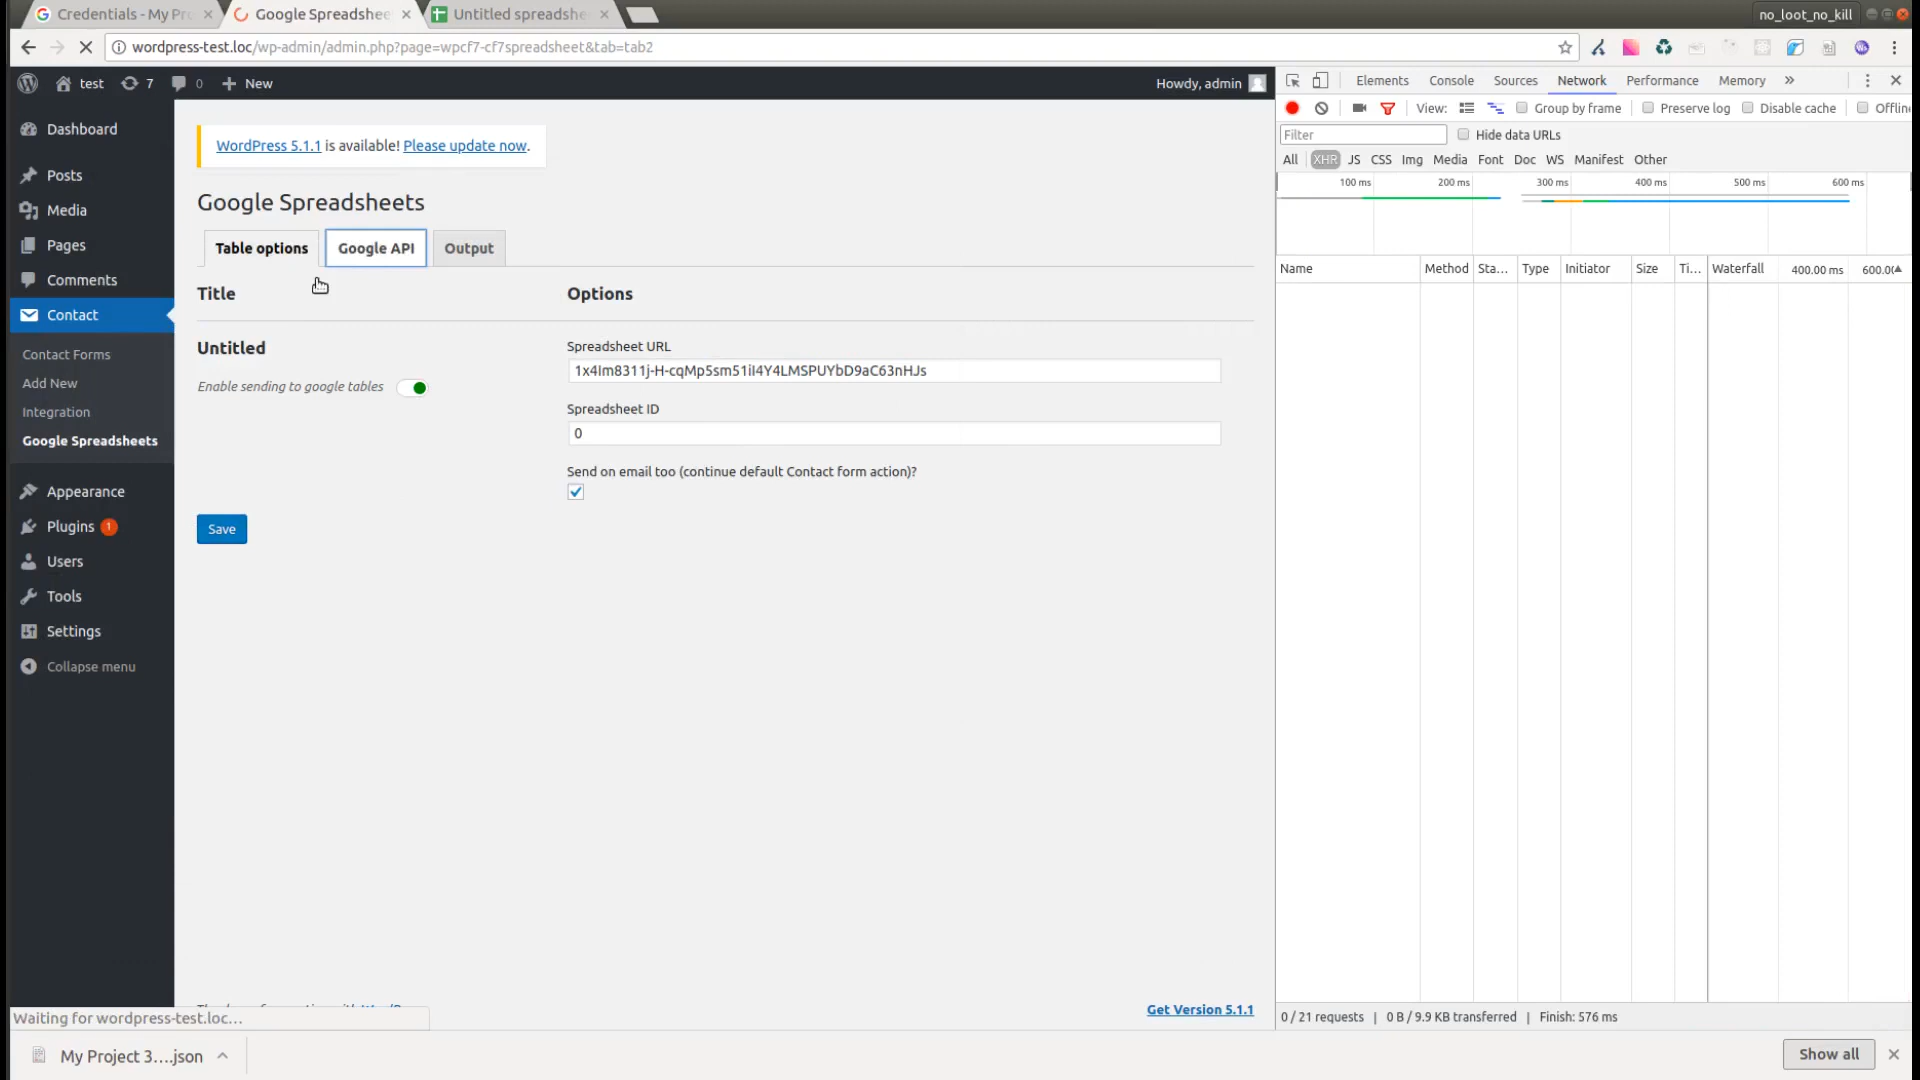 Credentials - My Pr
Google Spreadshee
Untitled spreadshe
no_loot_no_kill
wordpress-test.loc/wp-admin/admin.php?page=wpcf7-cf7spreadsheet&tab=tab2
test
7
0
New
Howdy, admin
Dashboard
Posts
Media
Pages
Comments
Contact
Contact Forms
Add New
Integration
Google Spreadsheets
Appearance
Plugins 1
Users
Tools
Settings
Collapse menu
WordPress 5.1.1 is available! Please update now.
Google Spreadsheets
Table options
Google API
Output
Title
Options
Untitled
Enable sending to google tables
Spreadsheet URL
1x4Im8311j-H-cqMp5sm51iI4Y4LMSPUYbD9aC63nHJs
Spreadsheet ID
0
Send on email too (continue default Contact form action)?
Save
Get Version 5.1.1
Waiting for wordpress-test.loc...
My Project 3....json
Show all
Elements Console Sources Network Performance Memory
View: Group by frame Preserve log Disable cache Offlin
Filter
Hide data URLs
All XHR JS CSS Img Media Font Doc WS Manifest Other
100 ms 200 ms 300 ms 400 ms 500 ms 600 ms
Name Method Sta... Type Initiator Size Ti... Waterfall 400.00 ms 600.0(
0 / 21 requests | 0 B / 9.9 KB transferred | Finish: 576 ms